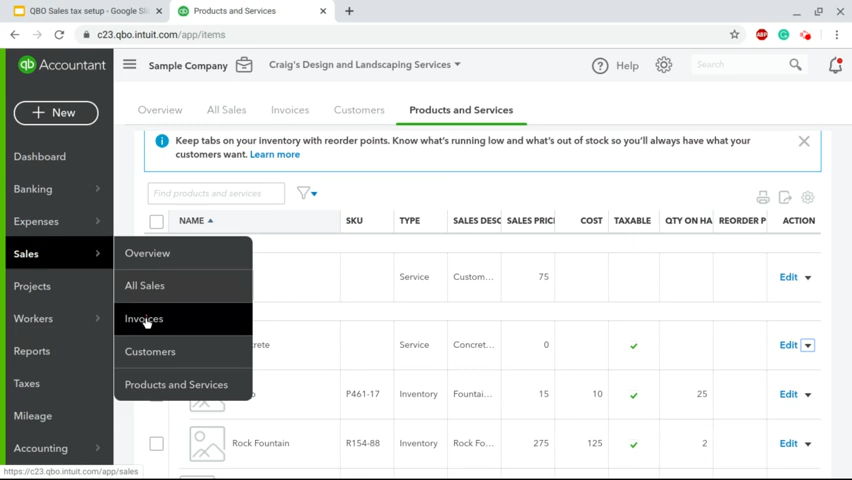 QBO Sales tax setup - Google Sli
Products and Services
c23.qbo.intuit.com/app/items
ABP
qb Accountant
Sample Company
Craig's Design and Landscaping Services
Help
Search
+ New
Overview
All Sales
Invoices
Customers
Products and Services
Keep tabs on your inventory with reorder points. Know what's running low and what's out of stock so you'll always have what your
customers want. Learn more
Find products and services
NAME
SKU
TYPE
SALES DESC
SALES PRIC
COST
TAXABLE
QTY ON HA
REORDER P
ACTION
Dashboard
Banking
Expenses
Sales
Projects
Workers
Reports
Taxes
Mileage
Accounting
Overview
All Sales
Invoices
Customers
Products and Services
Service
Custom...
75
Edit
crete
Service
Concret...
0
Edit
P461-17
Inventory
Fountai...
15
10
25
Edit
Rock Fountain
R154-88
Inventory
Rock Fo...
275
125
2
Edit
https://c23.qbo.intuit.com/app/sales